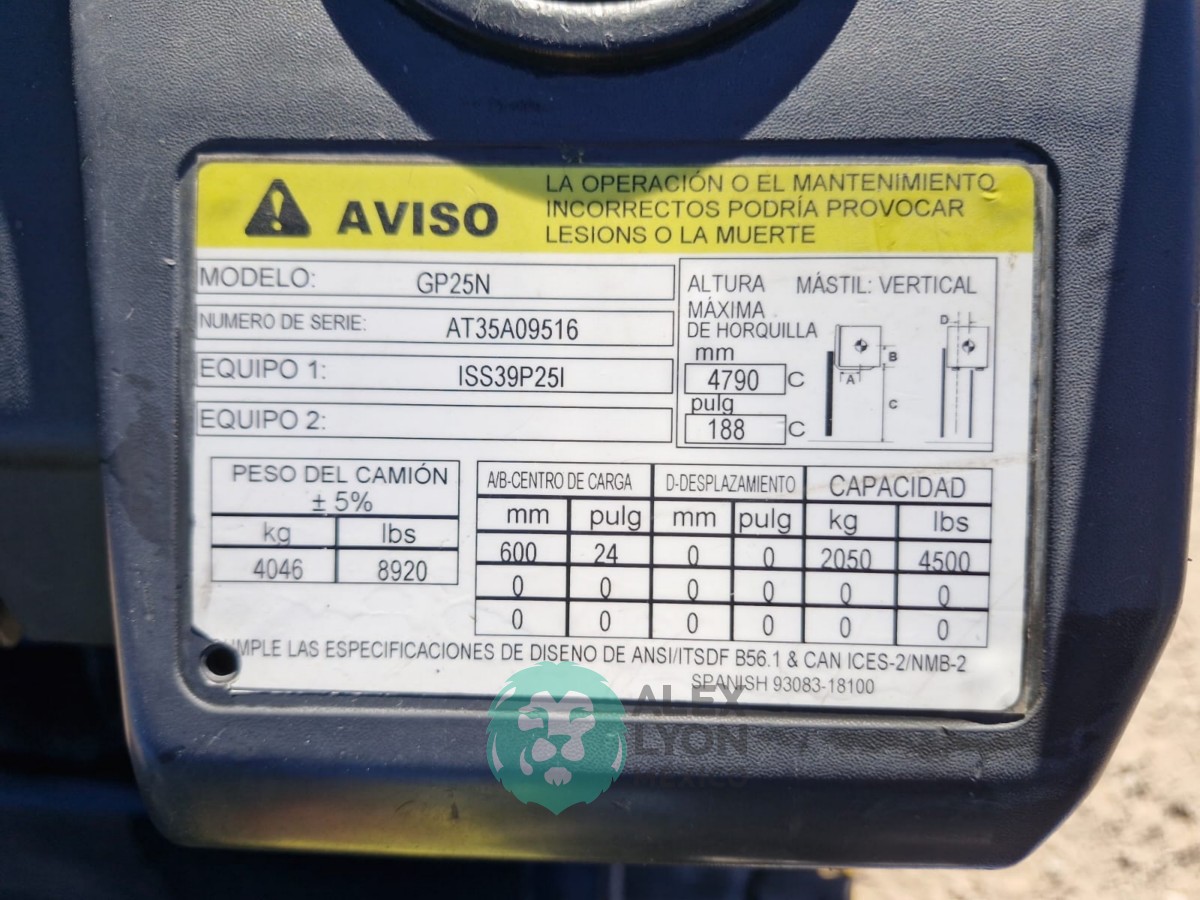 AVISO
LA OPERACIÓN O EL MANTENIMIENTO
INCORRECTOS PODRÍA PROVOCAR
LESIONS O LA MUERTE
MODELO: GP25N
NUMERO DE SERIE: AT35A09516
EQUIPO 1: ISS39P25I
EQUIPO 2:
ALTURA MÁXIMA DE HORQUILLA
MÁSTIL: VERTICAL
mm
4790 C
pulg
188 C
A B C D
PESO DEL CAMIÓN
± 5%
kg lbs
4046 8920
A/B-CENTRO DE CARGA D-DESPLAZAMIENTO CAPACIDAD
mm pulg mm pulg kg lbs
600 24 0 0 2050 4500
0 0 0 0 0 0
0 0 0 0 0 0
CUMPLE LAS ESPECIFICACIONES DE DISENO DE ANSI/ITSDF B56.1 & CAN ICES-2/NMB-2
SPANISH 93083-18100
ALEX
LYON